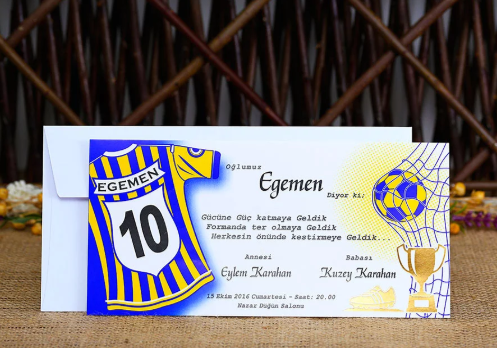 EGEMEN
10
Oğlumuz
Egemen
Diyor ki:
Gücüne Güç katmaya Geldik
Formanda ter olmaya Geldik
Herkesin önünde kestirmeye Geldik...
Annesi
Eylem Karahan
Babası
Kuzey Karahan
15 Ekim 2016 Cumartesi - Saat: 20.00
Nazar Düğün Salonu